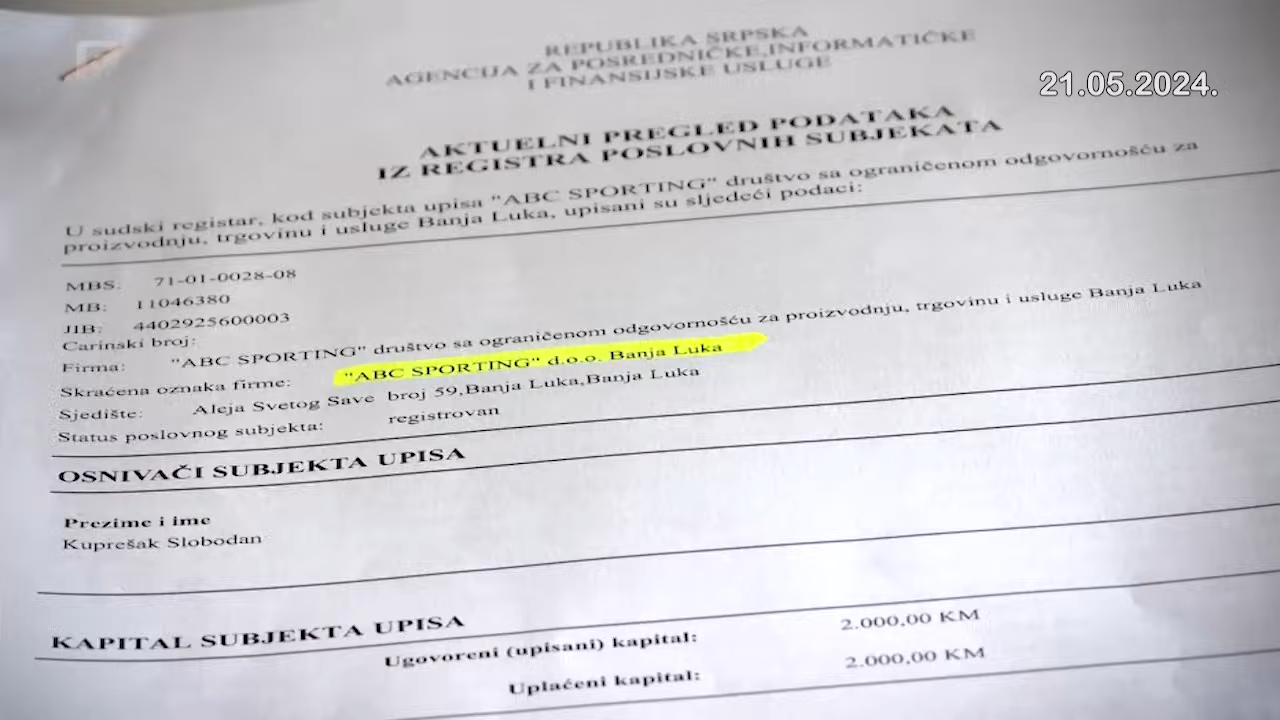 21.05.2024.
REPUBLIKA SRPSKA
AGENCIJA ZA POSREDNIČKE,INFORMATIČKE
I FINANSIJSKE USLUGE
AKTUELNI PREGLED PODATAKA
IZ REGISTRA POSLOVNIH SUBJEKATA
U sudski registar, kod subjekta upisa "ABC SPORTING" društvo sa ograničenom odgovornošću za
proizvodnju, trgovinu i usluge Banja Luka, upisani su sljedeći podaci:
MBS: 71-01-0028-08
MB: 11046380
JIB: 4402925600003
Carinski broj:
Firma: "ABC SPORTING" društvo sa ograničenom odgovornošću za proizvodnju, trgovinu i usluge Banja Luka
Skraćena oznaka firme: "ABC SPORTING" d.o.o. Banja Luka
Sjedište: Aleja Svetog Save broj 59,Banja Luka,Banja Luka
Status poslovnog subjekta: registrovan
OSNIVAČI SUBJEKTA UPISA
Prezime i ime
Kuprešak Slobodan
KAPITAL SUBJEKTA UPISA
Ugovoreni (upisani) kapital: 2.000,00 KM
Uplaćeni kapital: 2.000,00 KM